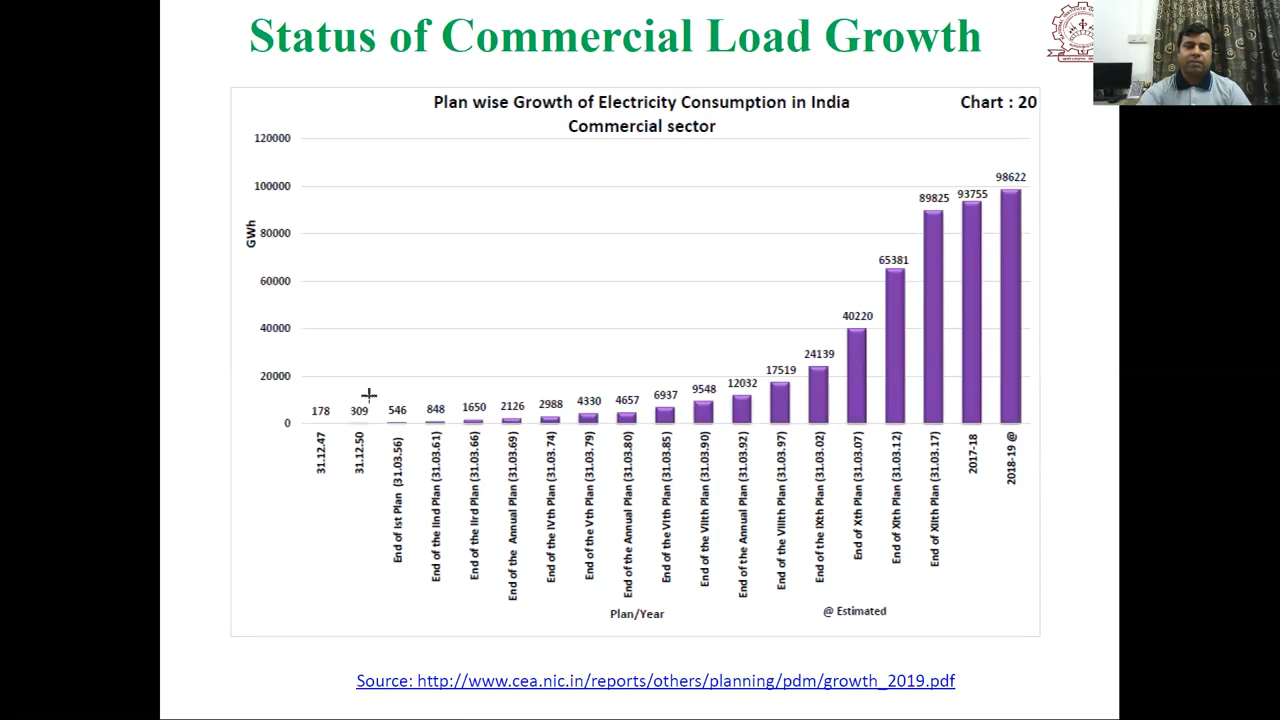 Status of Commercial Load Growth
Plan wise Growth of Electricity Consumption in India
Commercial sector
Chart : 20
GWh
120000
100000
80000
60000
40000
20000
0
178
309
546
848
1650
2126
2988
4330
4657
6937
9548
12032
17519
24139
40220
65381
89825
93755
98622
31.12.47
31.12.50
End of Ist Plan (31.03.56)
End of the IInd Plan (31.03.61)
End of the IIrd Plan (31.03.66)
End of the Annual Plan (31.03.69)
End of the IVth Plan (31.03.74)
End of the Vth Plan (31.03.79)
End of the Annual Plan (31.03.80)
End of the VIth Plan (31.03.85)
End of the VIIth Plan (31.03.90)
End of the Annual Plan (31.03.92)
End of the VIIIth Plan (31.03.97)
End of the IXth Plan (31.03.02)
End of Xth Plan (31.03.07)
End of XIth Plan (31.03.12)
End of XIIth Plan (31.03.17)
2017-18
2018-19 @
Plan/Year
@ Estimated
Source: http://www.cea.nic.in/reports/others/planning/pdm/growth_2019.pdf